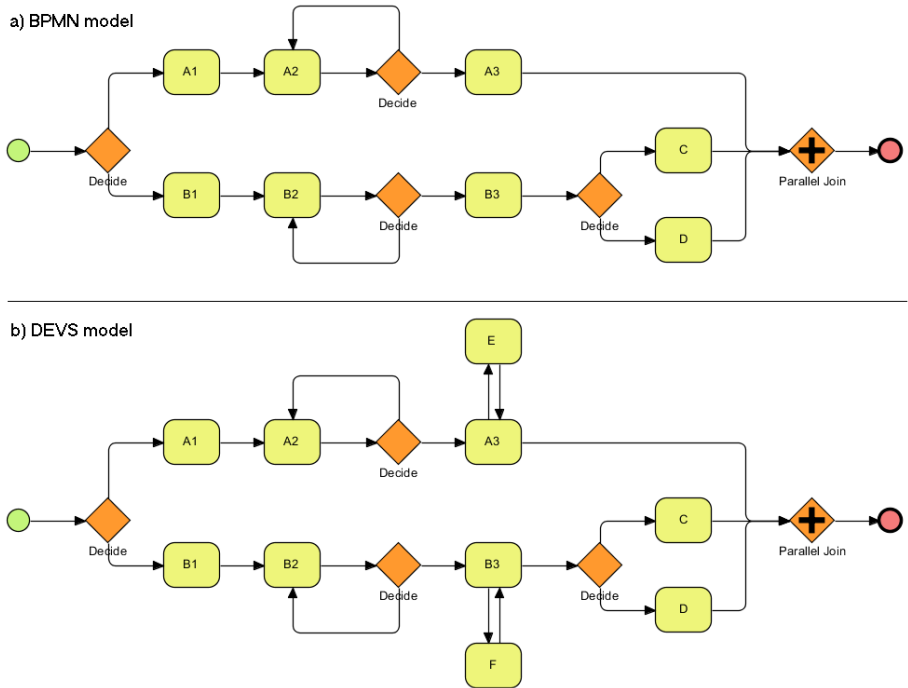 a) BPMN model
A1
A2
Decide
A3
Decide
B1
B2
Decide
B3
Decide
C
D
Parallel Join
b) DEVS model
E
A1
A2
Decide
A3
Decide
B1
B2
Decide
B3
Decide
C
D
Parallel Join
F